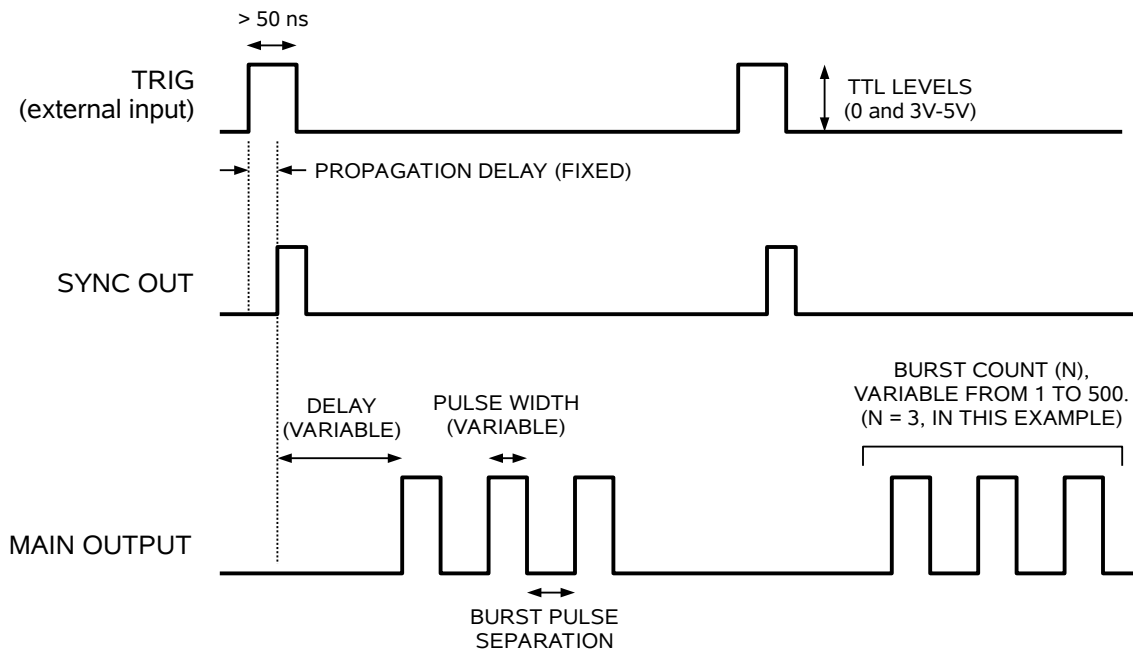 > 50 ns
TRIG
(external input)
TTL LEVELS
(0 and 3V-5V)
PROPAGATION DELAY (FIXED)
SYNC OUT
BURST COUNT (N),
VARIABLE FROM 1 TO 500.
(N = 3, IN THIS EXAMPLE)
DELAY
(VARIABLE)
PULSE WIDTH
(VARIABLE)
MAIN OUTPUT
BURST PULSE
SEPARATION